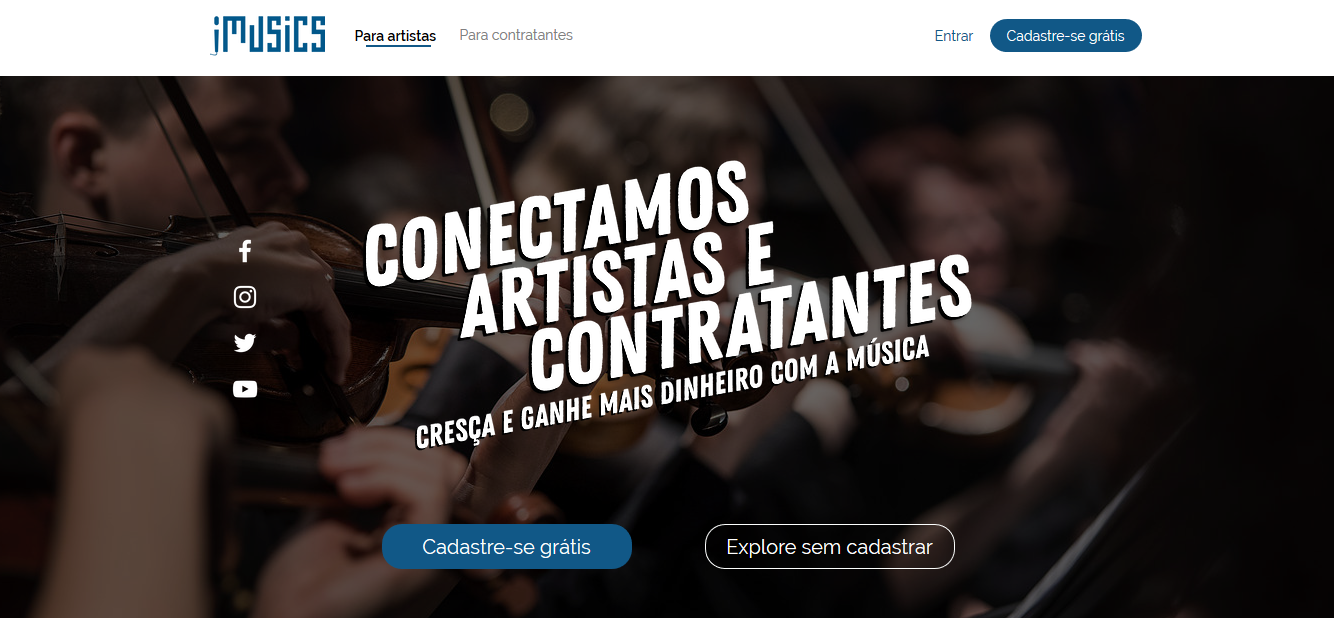 iMUSICS
Para artistas
Para contratantes
Entrar
Cadastre-se grátis
CONECTAMOS
ARTISTAS E
CONTRATANTES
CRESÇA E GANHE MAIS DINHEIRO COM A MÚSICA
Cadastre-se grátis
Explore sem cadastrar